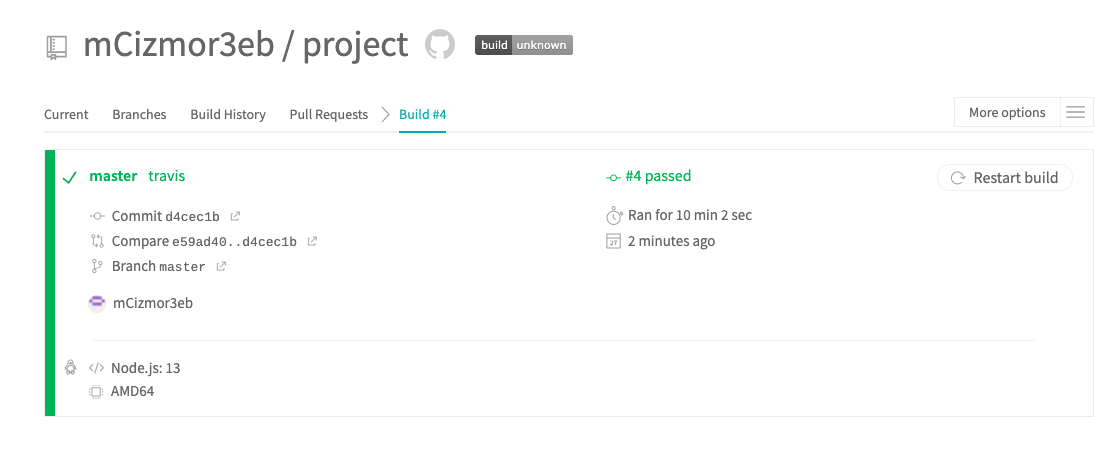 mCizmor3eb / project build unknown
Current Branches Build History Pull Requests Build #4 More options
master travis #4 passed Restart build
Commit d4cec1b Ran for 10 min 2 sec
Compare e59ad40..d4cec1b 2 minutes ago
Branch master
mCizmor3eb
Node.js: 13
AMD64